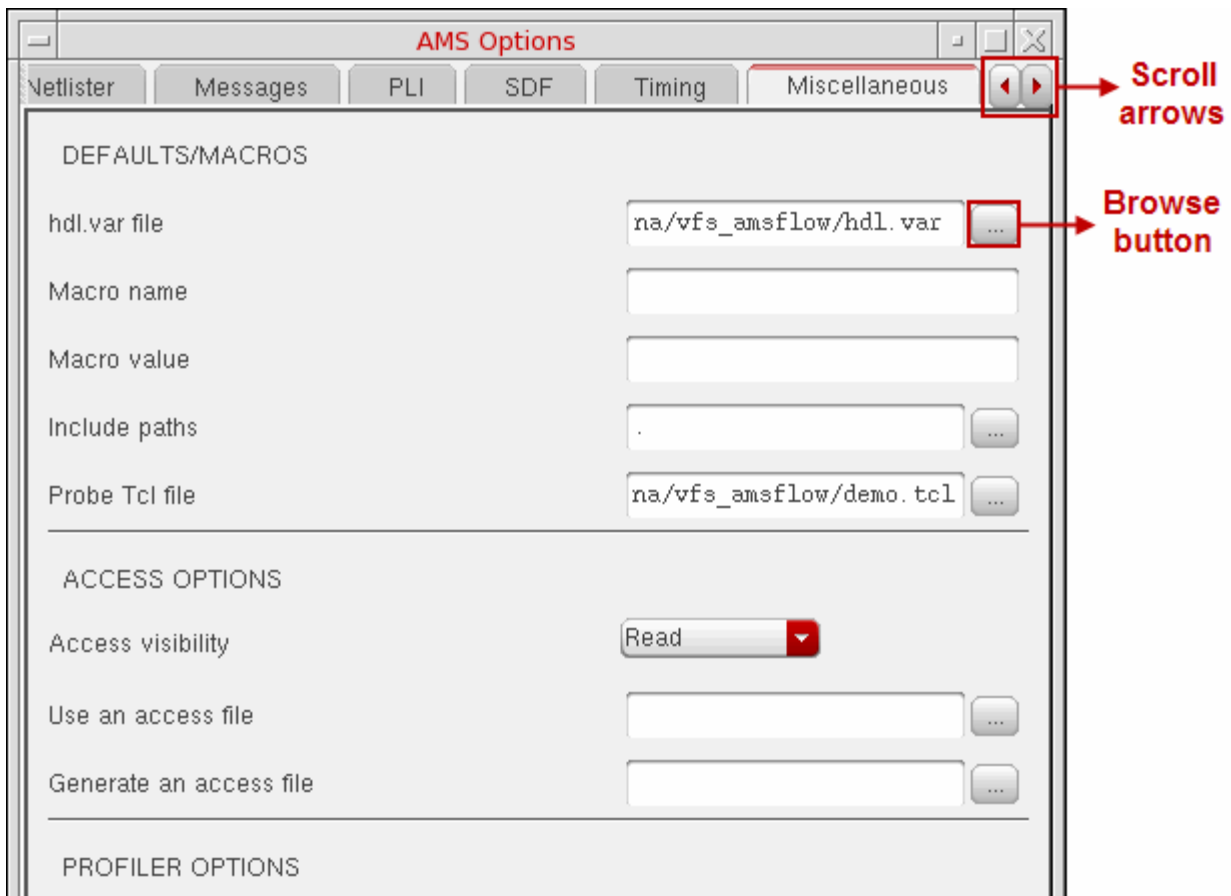 AMS Options
Netlister Messages PLI SDF Timing Miscellaneous
Scroll
arrows
DEFAULTS/MACROS
hdl.var file na/vfs_amsflow/hdl.var ...
Browse
button
Macro name
Macro value
Include paths . ...
Probe Tcl file na/vfs_amsflow/demo.tcl ...
ACCESS OPTIONS
Access visibility Read
Use an access file ...
Generate an access file ...
PROFILER OPTIONS